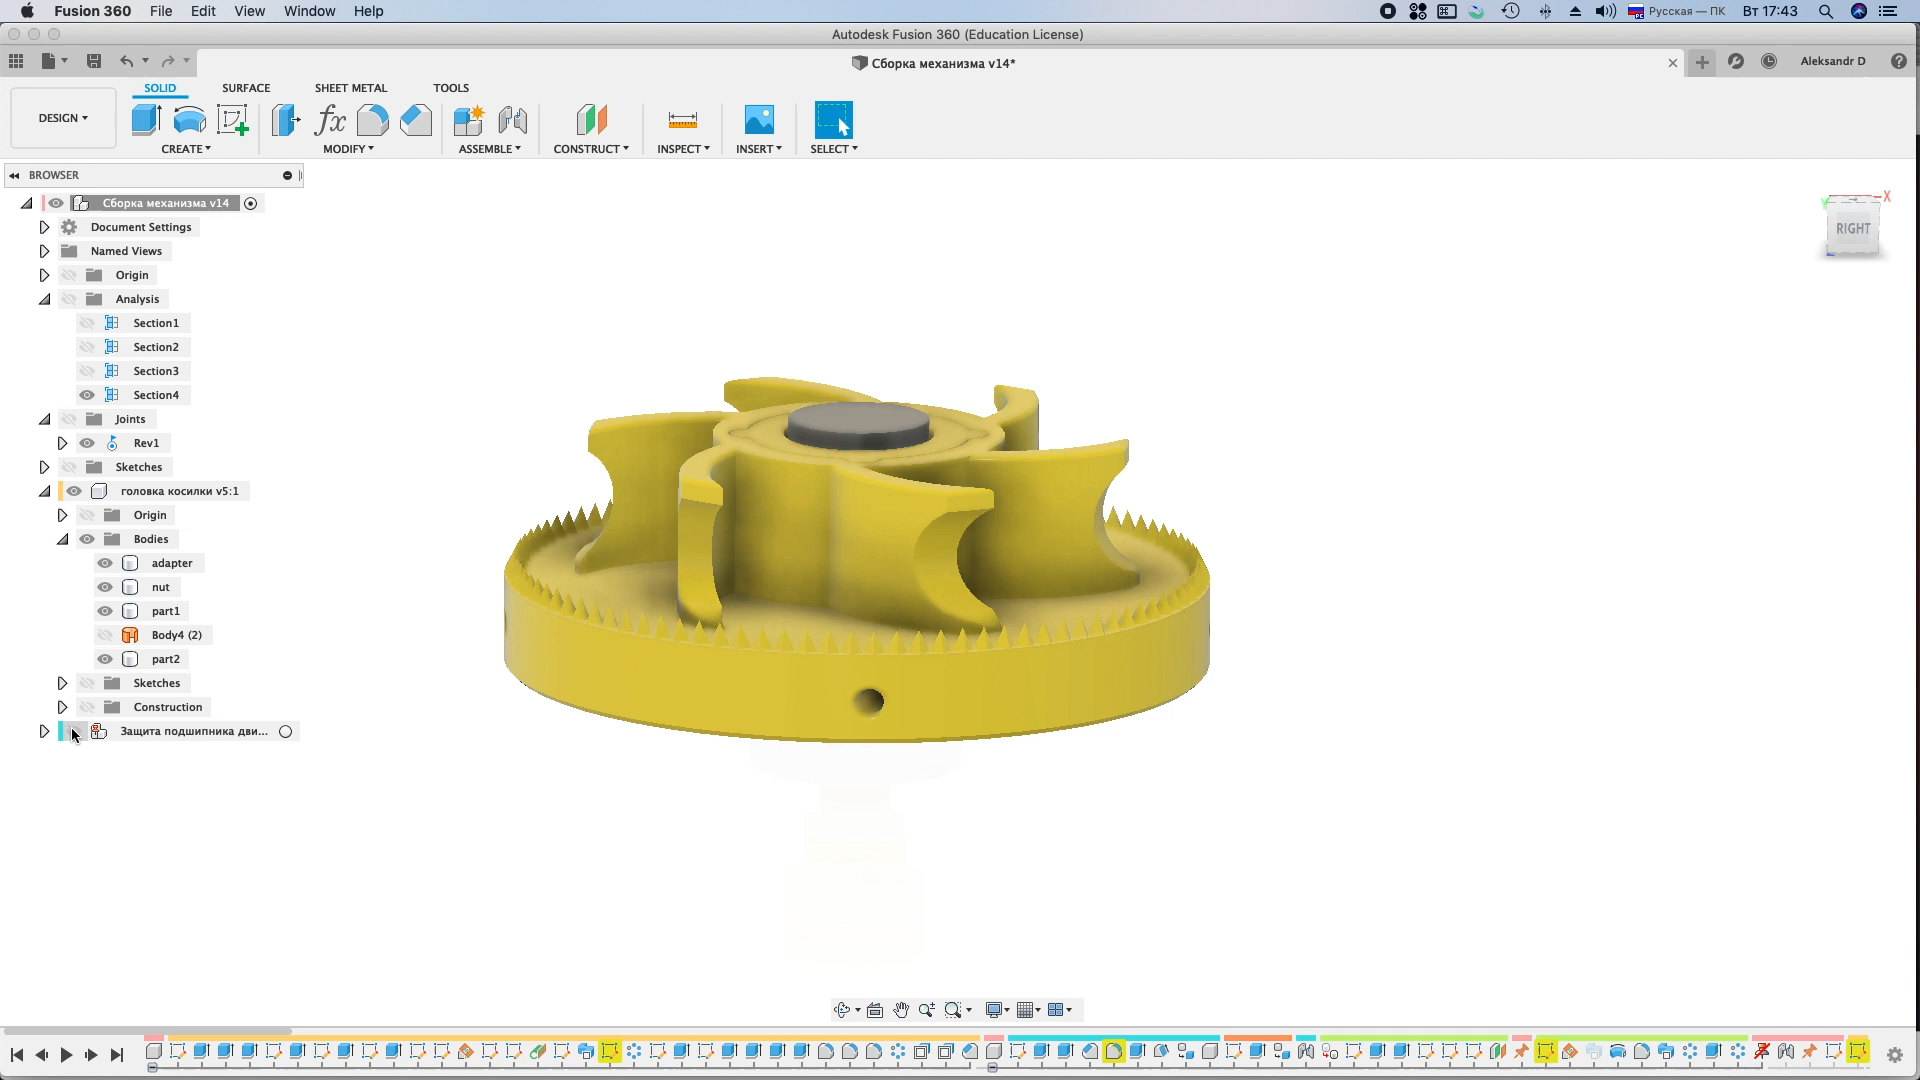 Fusion 360 File Edit View Window Help Русская — ПК Вт 17:43
Autodesk Fusion 360 (Education License)
Сборка механизма v14* Aleksandr D
SOLID SURFACE SHEET METAL TOOLS
DESIGN
CREATE MODIFY ASSEMBLE CONSTRUCT INSPECT INSERT SELECT
BROWSER
Сборка механизма v14
Document Settings
Named Views
Origin
Analysis
Section1
Section2
Section3
Section4
Joints
Rev1
Sketches
головка косилки v5:1
Origin
Bodies
adapter
nut
part1
Body4 (2)
part2
Sketches
Construction
Защита подшипника дви...
X
Y
RIGHT